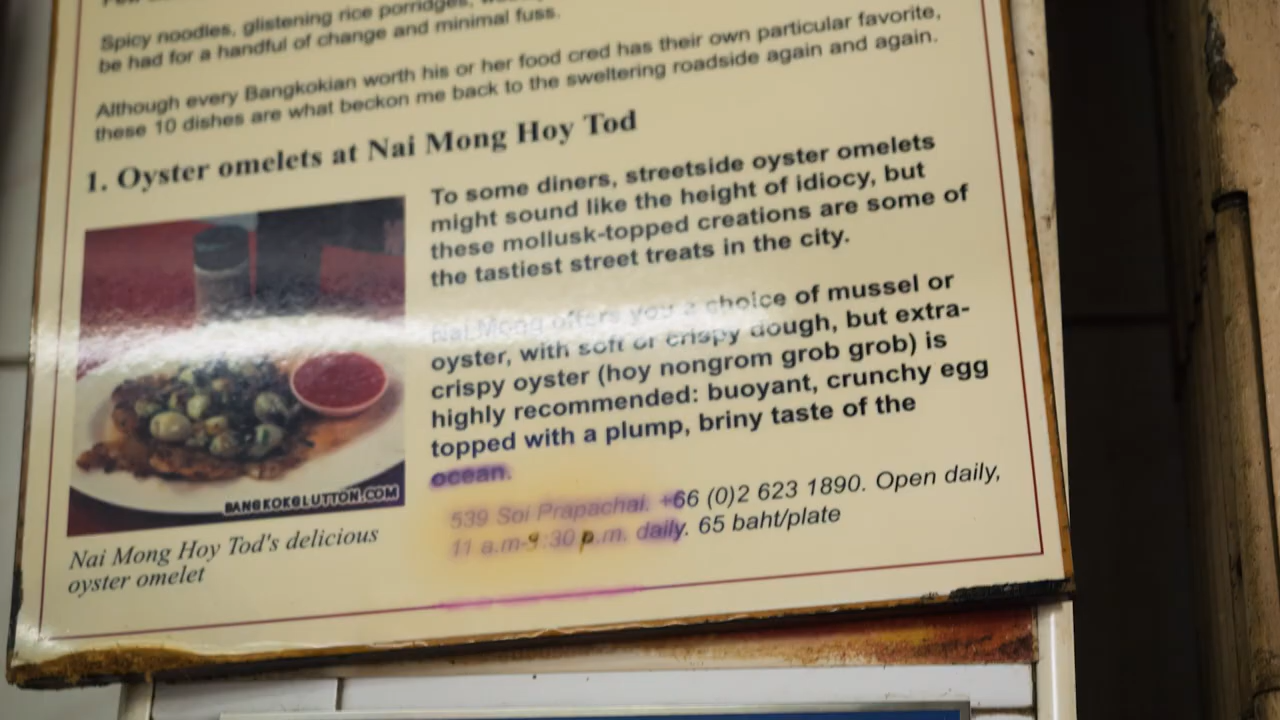 Spicy noodles, glistening rice porridges,
be had for a handful of change and minimal fuss.
Although every Bangkokian worth his or her food cred has their own particular favorite,
these 10 dishes are what beckon me back to the sweltering roadside again and again.
1. Oyster omelets at Nai Mong Hoy Tod
To some diners, streetside oyster omelets
might sound like the height of idiocy, but
these mollusk-topped creations are some of
the tastiest street treats in the city.
Nai Mong offers you a choice of mussel or
oyster, with soft or crispy dough, but extra-
crispy oyster (hoy nongrom grob grob) is
highly recommended: buoyant, crunchy egg
topped with a plump, briny taste of the
ocean.
539 Soi Prapachai. +66 (0)2 623 1890. Open daily,
11 a.m-9:30 p.m. daily. 65 baht/plate
BANGKOKGLUTTON.COM
Nai Mong Hoy Tod's delicious
oyster omelet